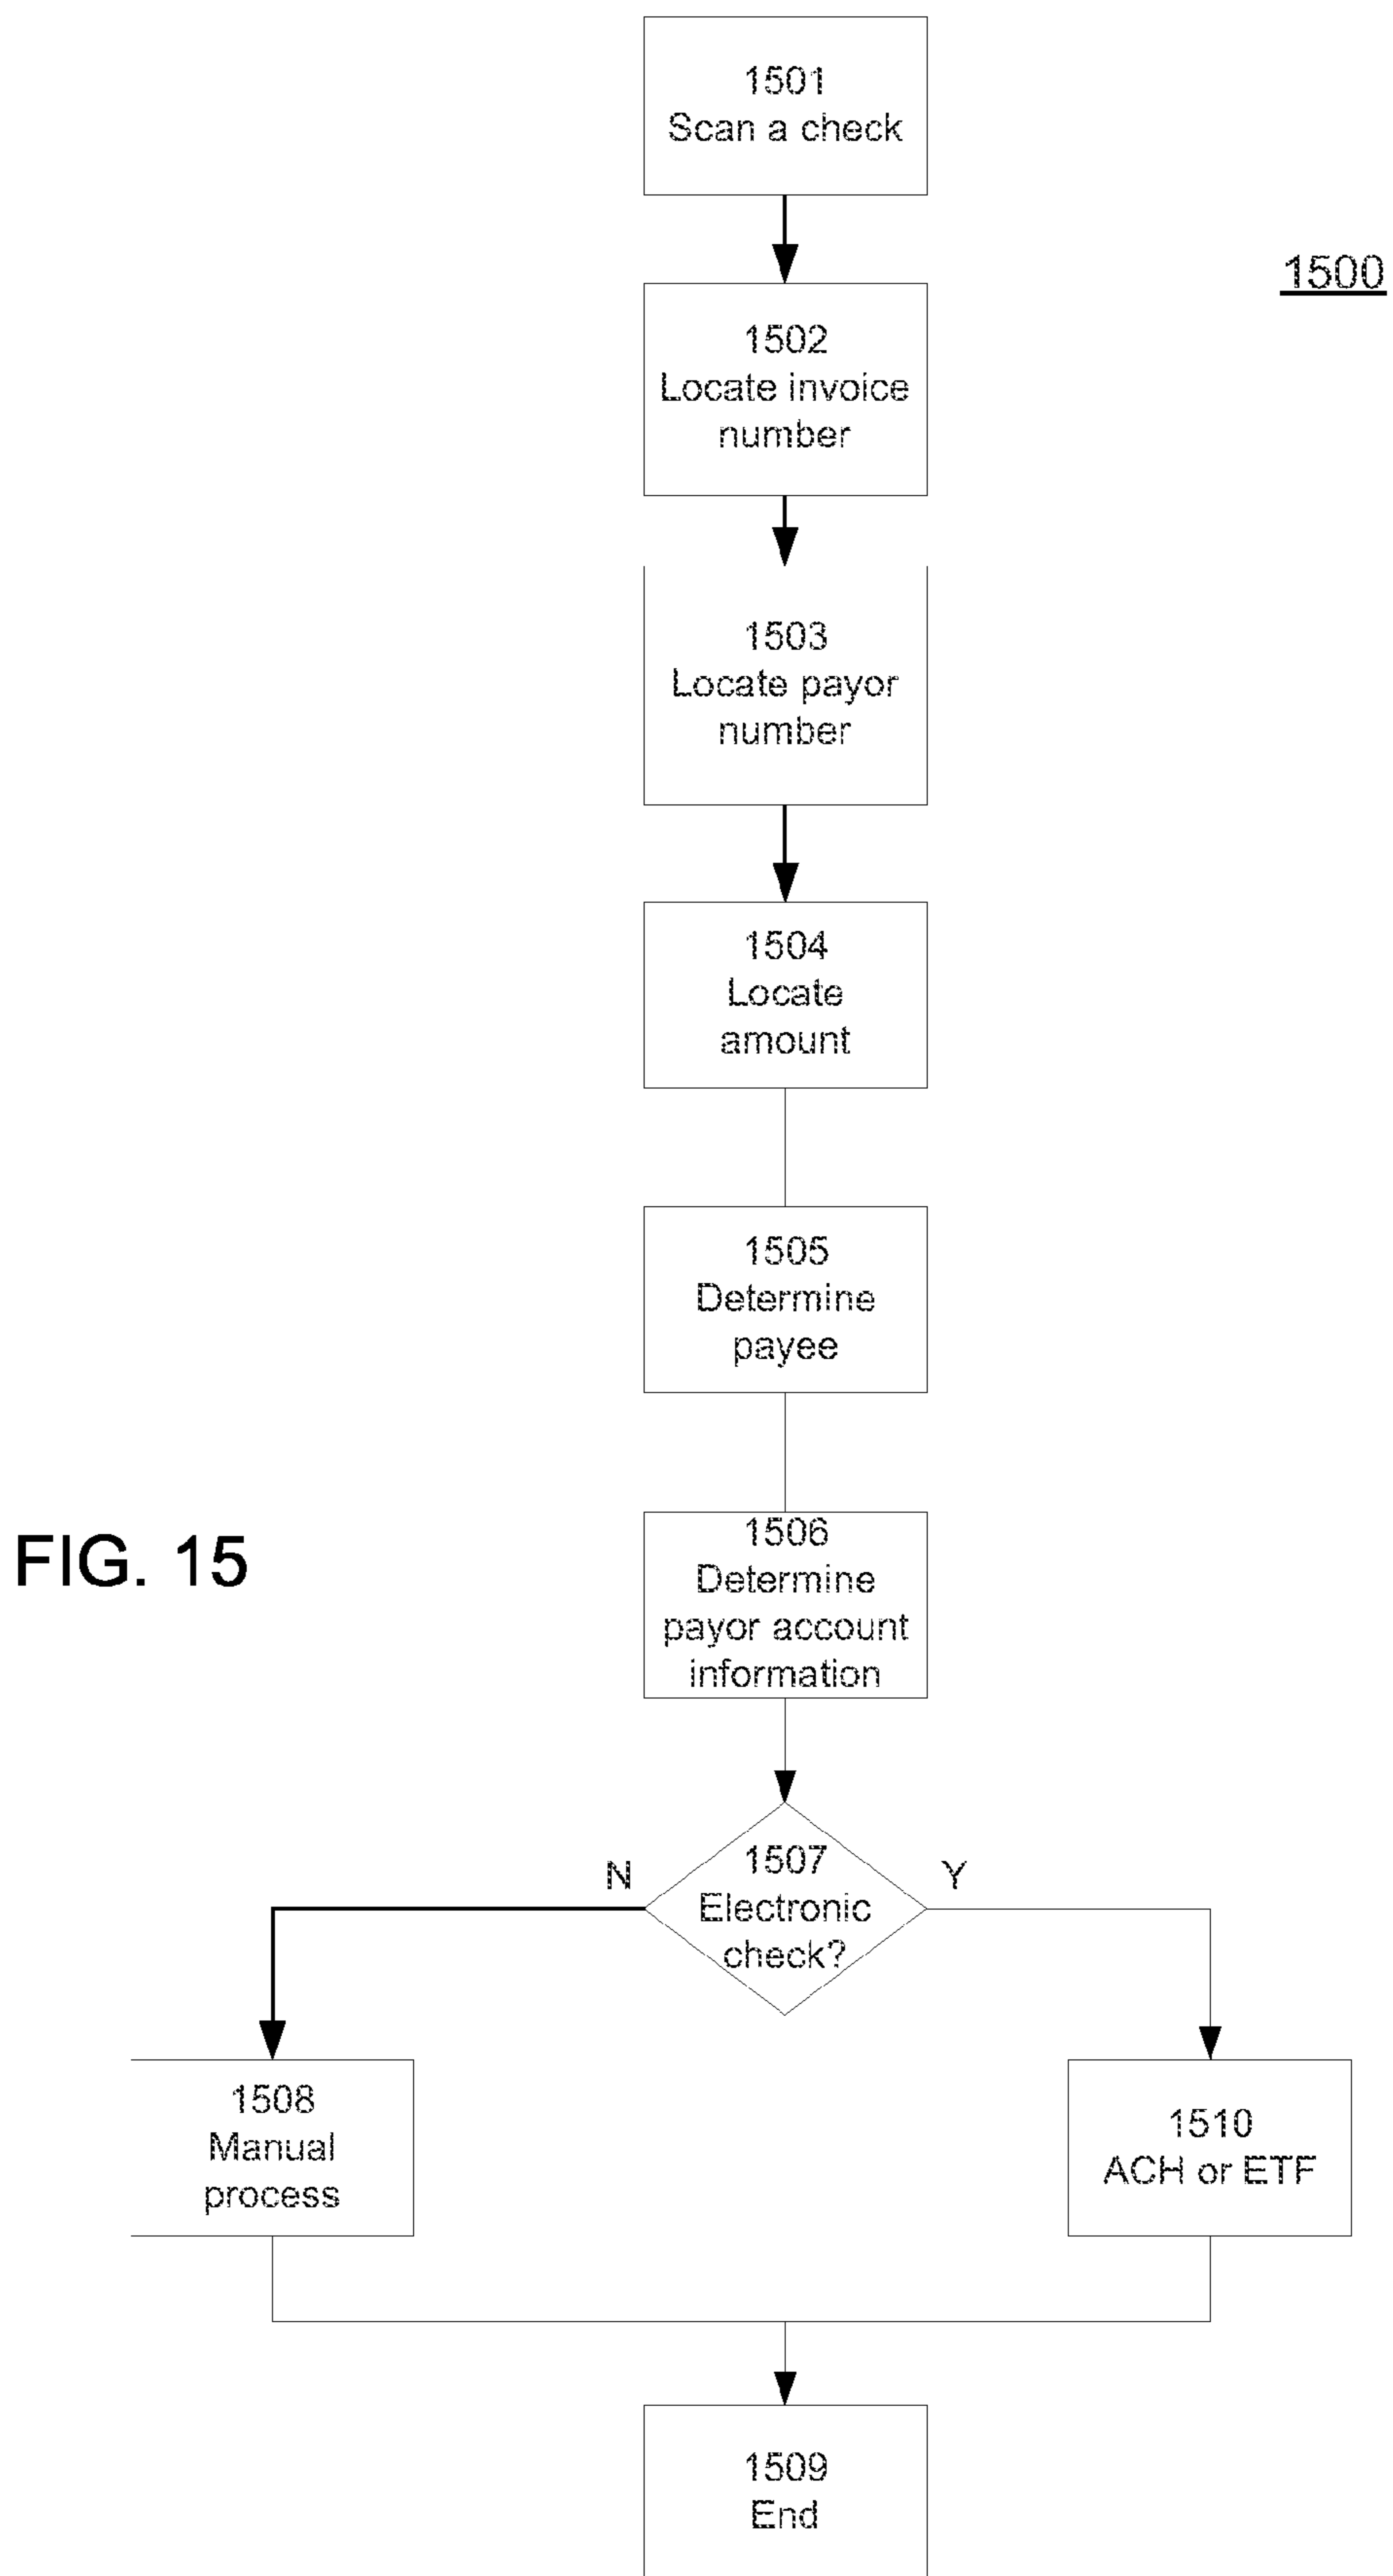 1501
Scan a check
1500
1502
Locate invoice
number
1503
Locate payor
number
1504
Locate
amount
1505
Determine
payee
FIG. 15
1506
Determine
payor account
information
N
1507
Electronic
check?
Y
1508
Manual
process
1510
ACH or ETF
1509
End